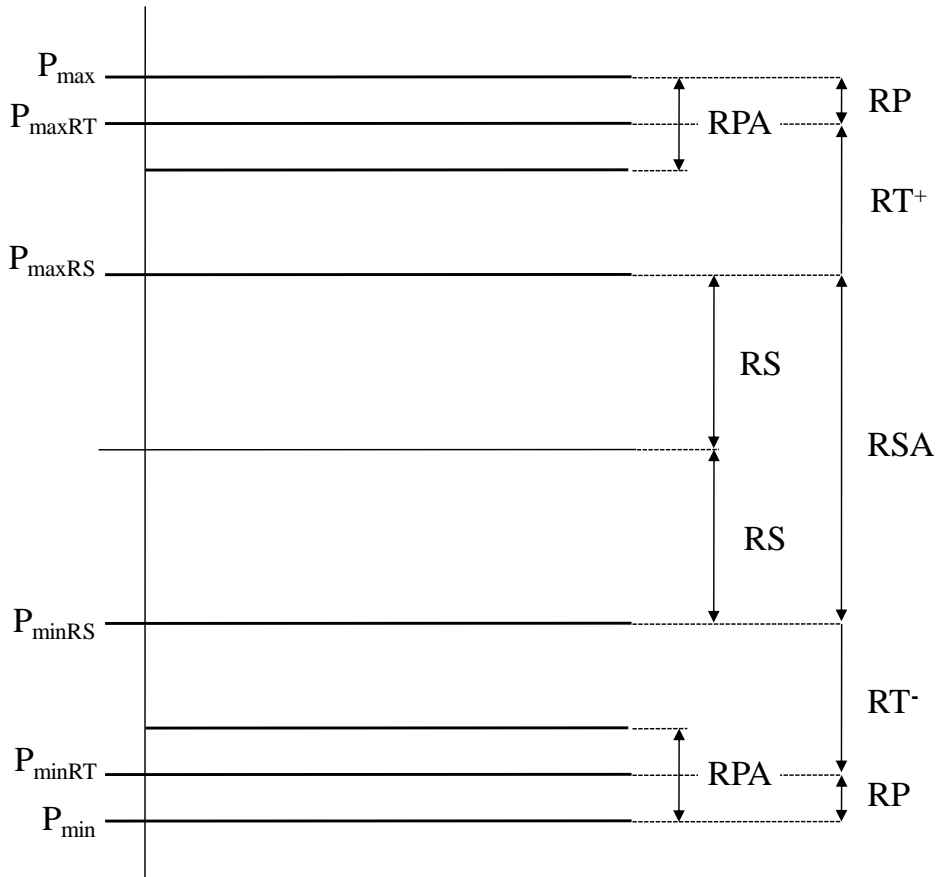 P_max
RP
P_maxRT
RPA
RT⁺
P_maxRS
RS
RSA
RS
P_minRS
RT⁻
P_minRT
RPA
RP
P_min